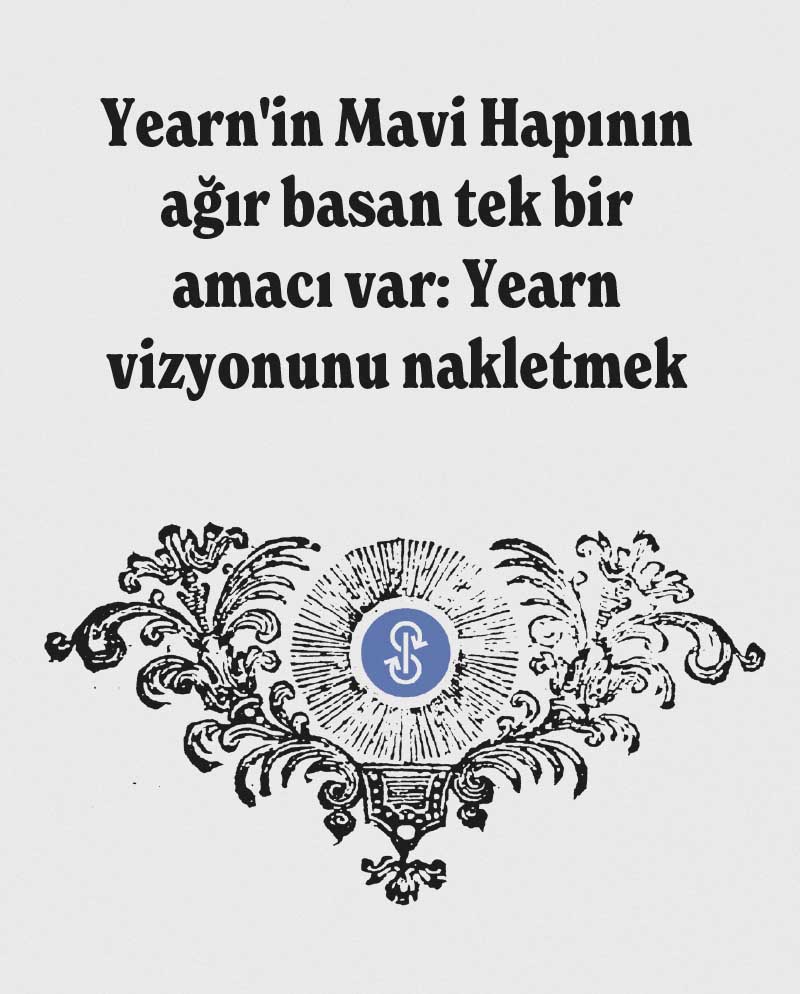 Yearn'in Mavi Hapının
ağır basan tek bir
amacı var: Yearn
vizyonunu nakletmek